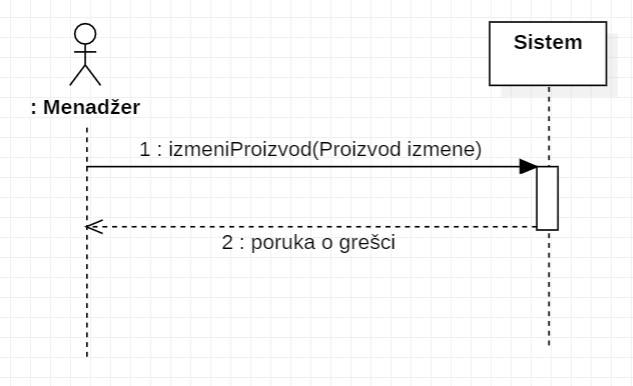 Sistem
: Menadžer
1 : izmeniProizvod(Proizvod izmene)
2 : poruka o grešci